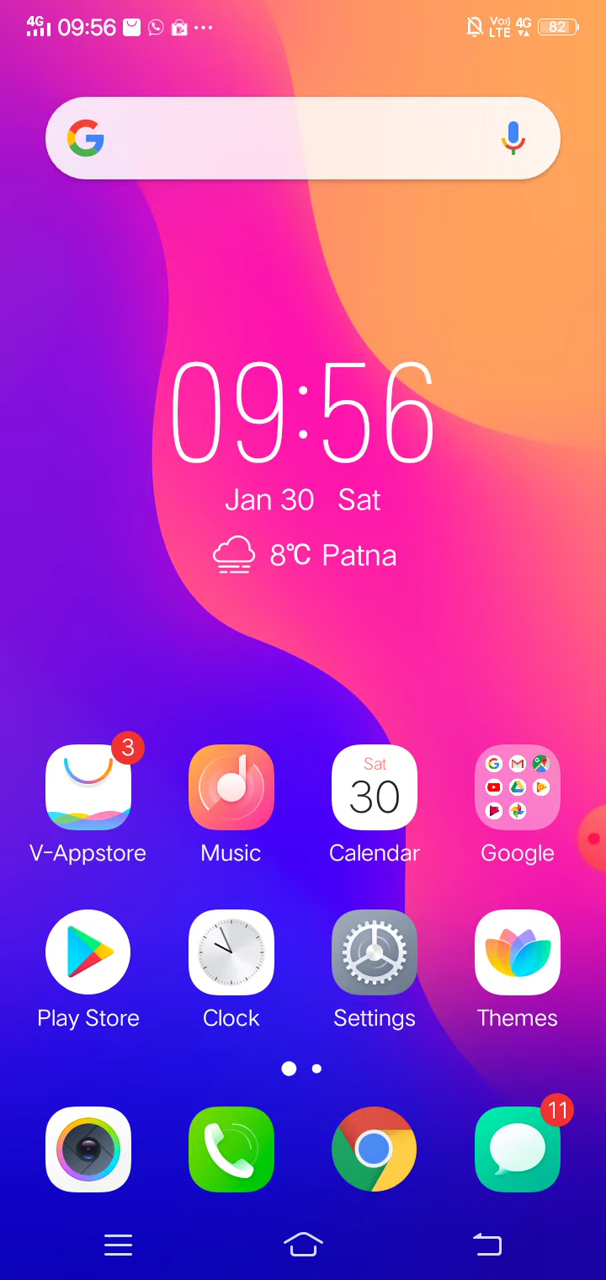 4G 09:56 ... Vo)) LTE 4G 82
09:56
Jan 30 Sat
8℃ Patna
3
Sat
30
V-Appstore Music Calendar Google
Play Store Clock Settings Themes
11